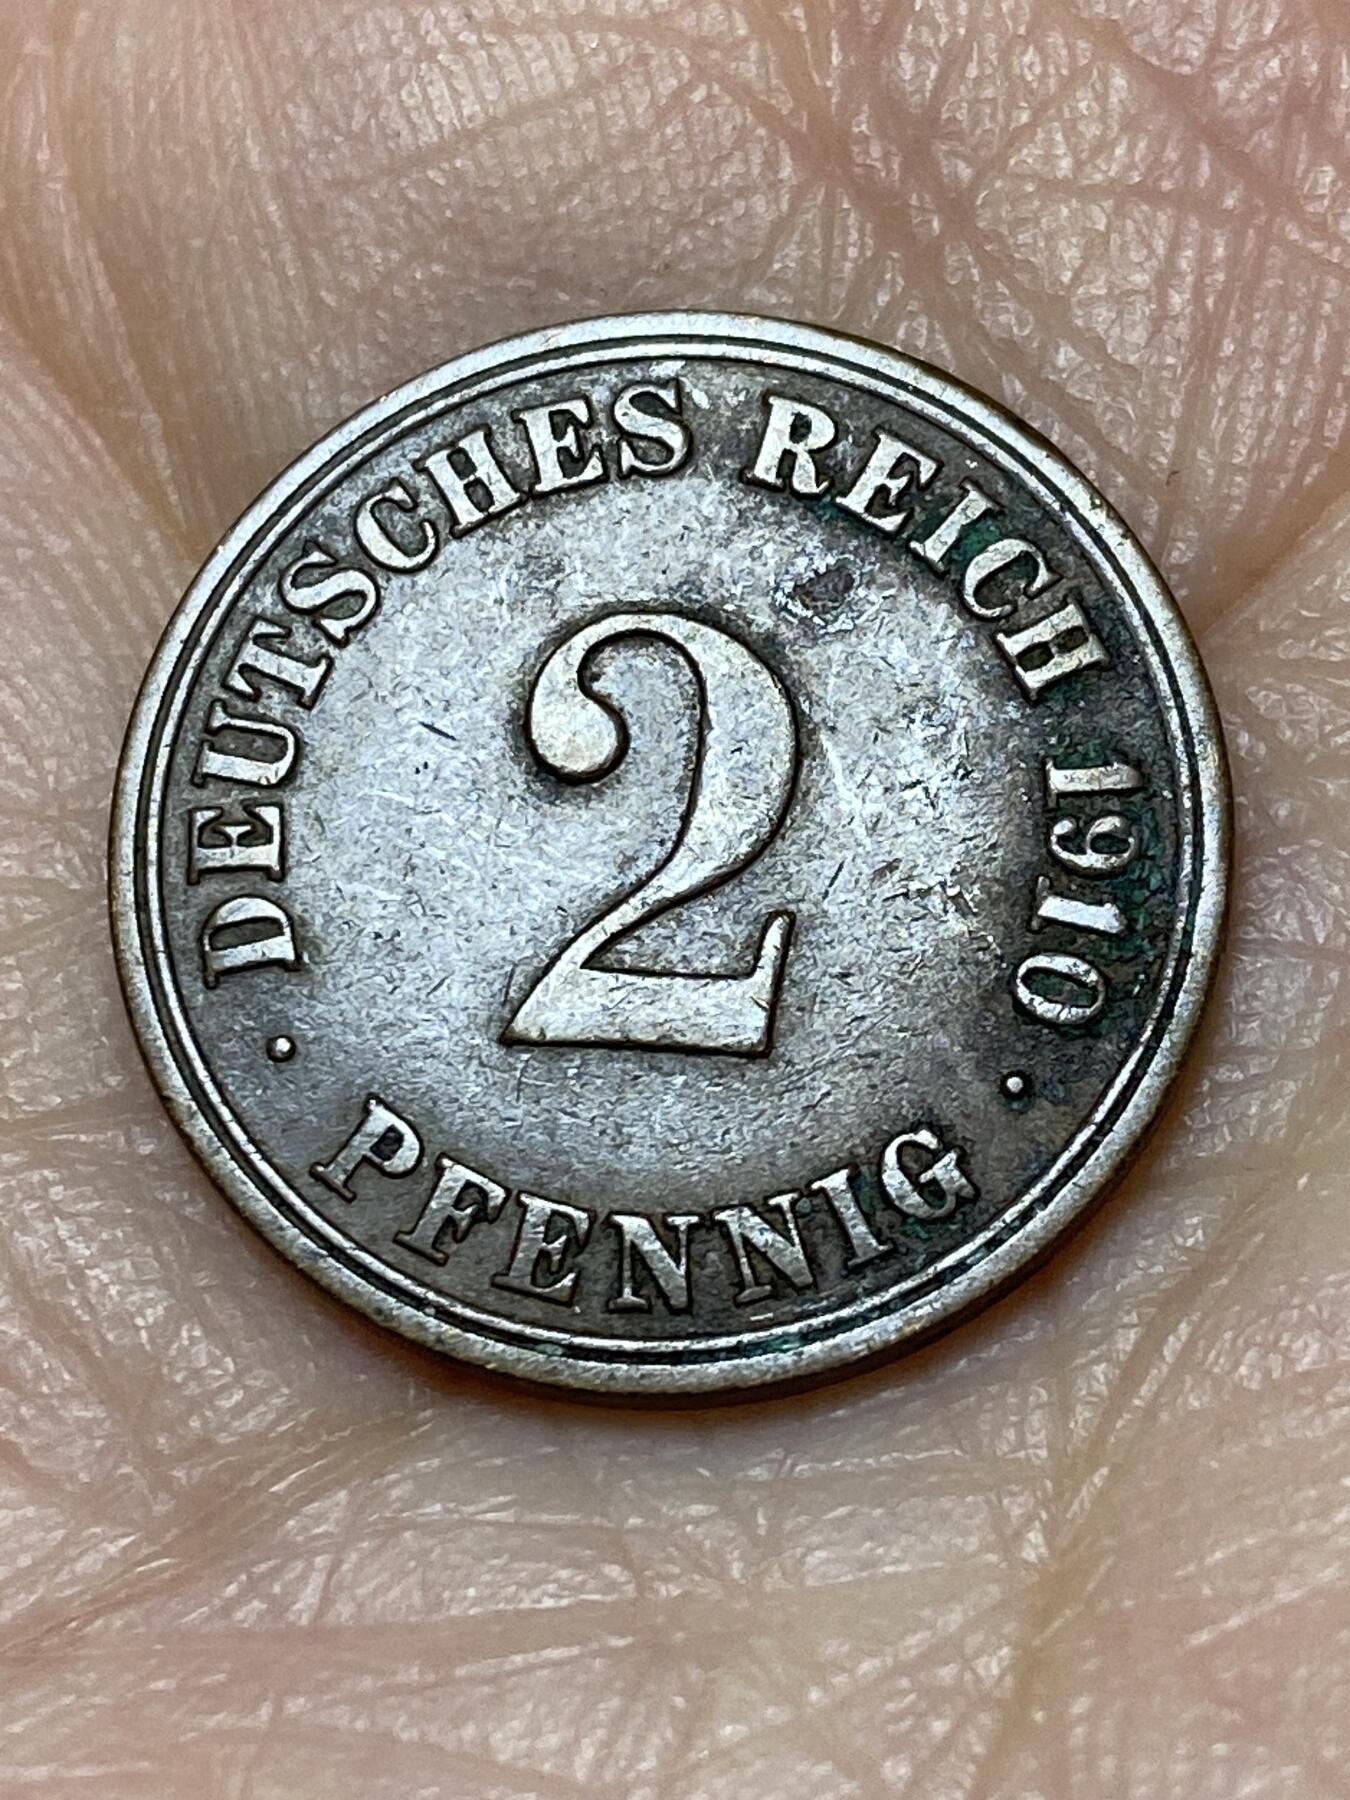 DEUTSCHES REICH 1910
2
· PFENNIG ·